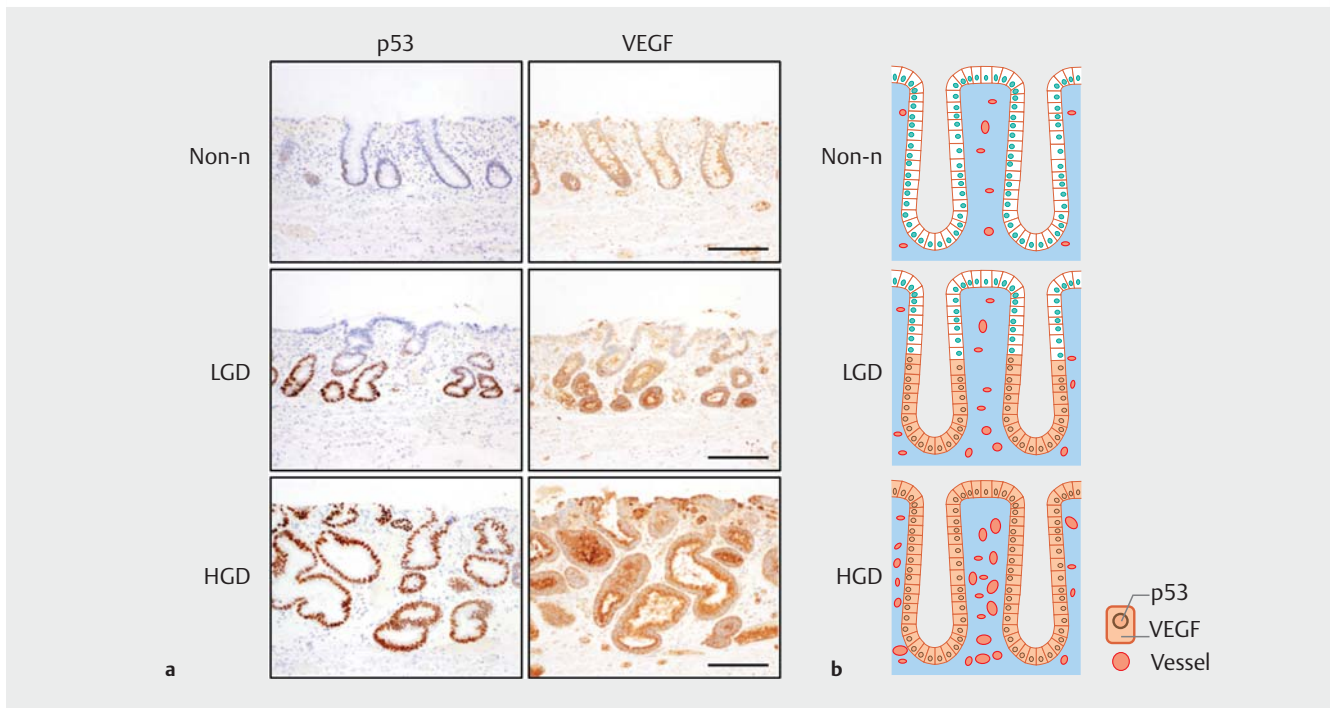 p53 VEGF
Non-n Non-n
LGD LGD
HGD HGD
p53
VEGF
Vessel
a b